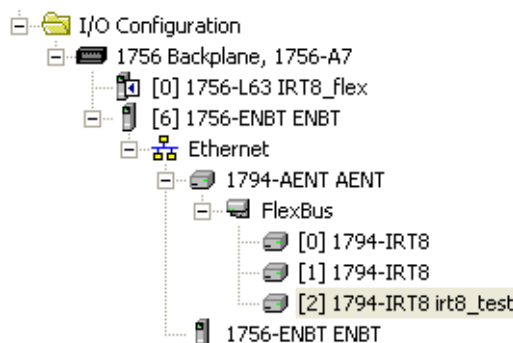 I/O Configuration
1756 Backplane, 1756-A7
[0] 1756-L63 IRT8_flex
[6] 1756-ENBT ENBT
Ethernet
1794-AENT AENT
FlexBus
[0] 1794-IRT8
[1] 1794-IRT8
[2] 1794-IRT8 irt8_test
1756-ENBT ENBT